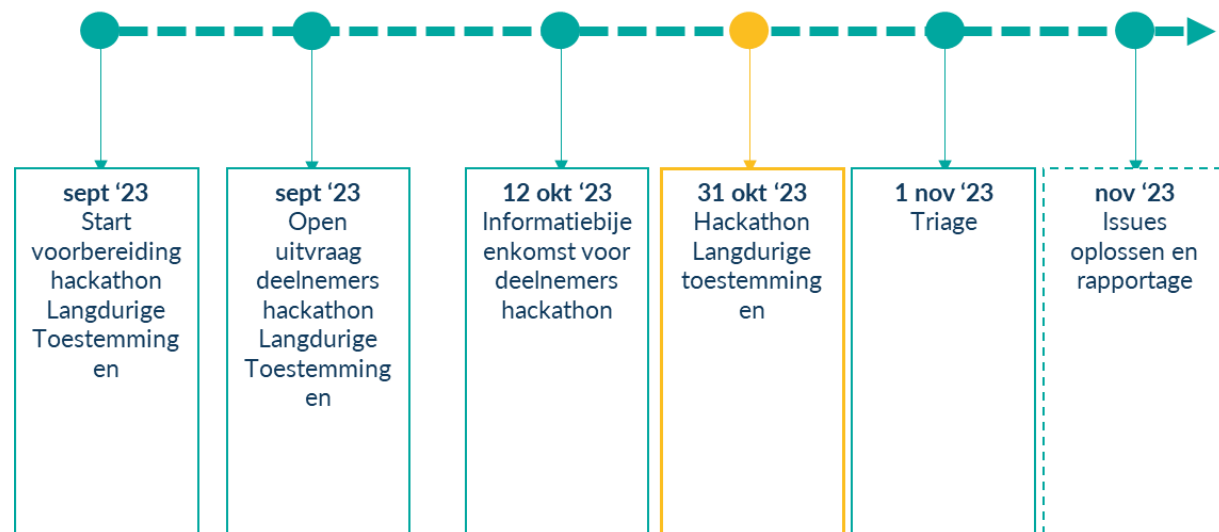 sept ‘23
Start
voorbereiding
hackathon
Langdurige
Toestemming
en
sept ‘23
Open
uitvraag
deelnemers
hackathon
Langdurige
Toestemming
en
12 okt ‘23
Informatiebije
enkomst voor
deelnemers
hackathon
31 okt ‘23
Hackathon
Langdurige
toestemming
en
1 nov ‘23
Triage
nov ‘23
Issues
oplossen en
rapportage